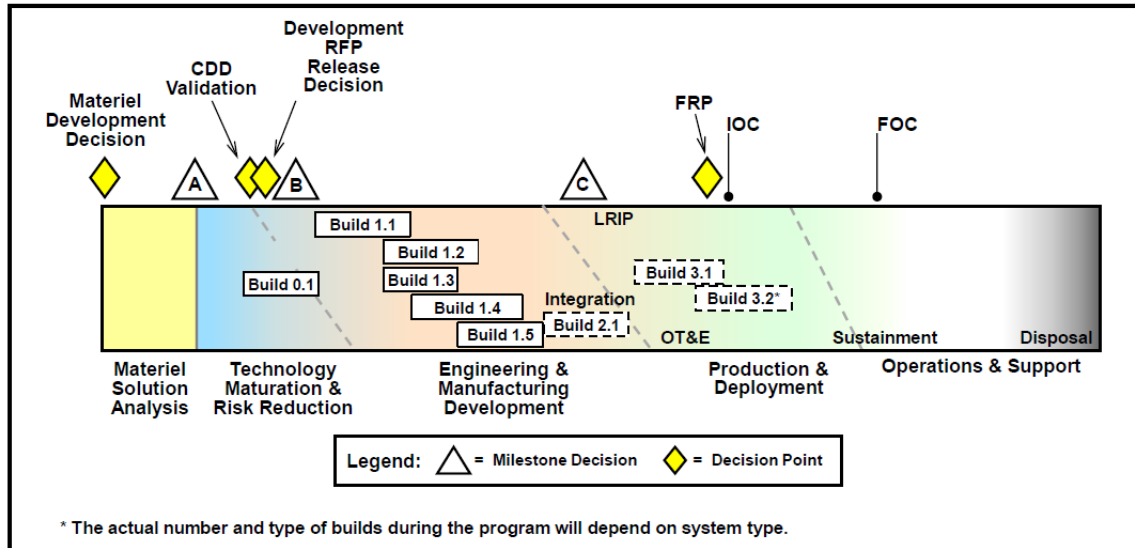 Development
RFP
Release
Decision
CDD
Validation
Materiel
Development
Decision
FRP
IOC
FOC
A
B
C
LRIP
Build 1.1
Build 1.2
Build 0.1
Build 1.3
Build 3.1
Build 3.2*
Build 1.4
Integration
Build 2.1
Build 1.5
OT&E
Sustainment
Disposal
Materiel
Solution
Analysis
Technology
Maturation &
Risk Reduction
Engineering &
Manufacturing
Development
Production &
Deployment
Operations & Support
Legend:
= Milestone Decision
= Decision Point
* The actual number and type of builds during the program will depend on system type.